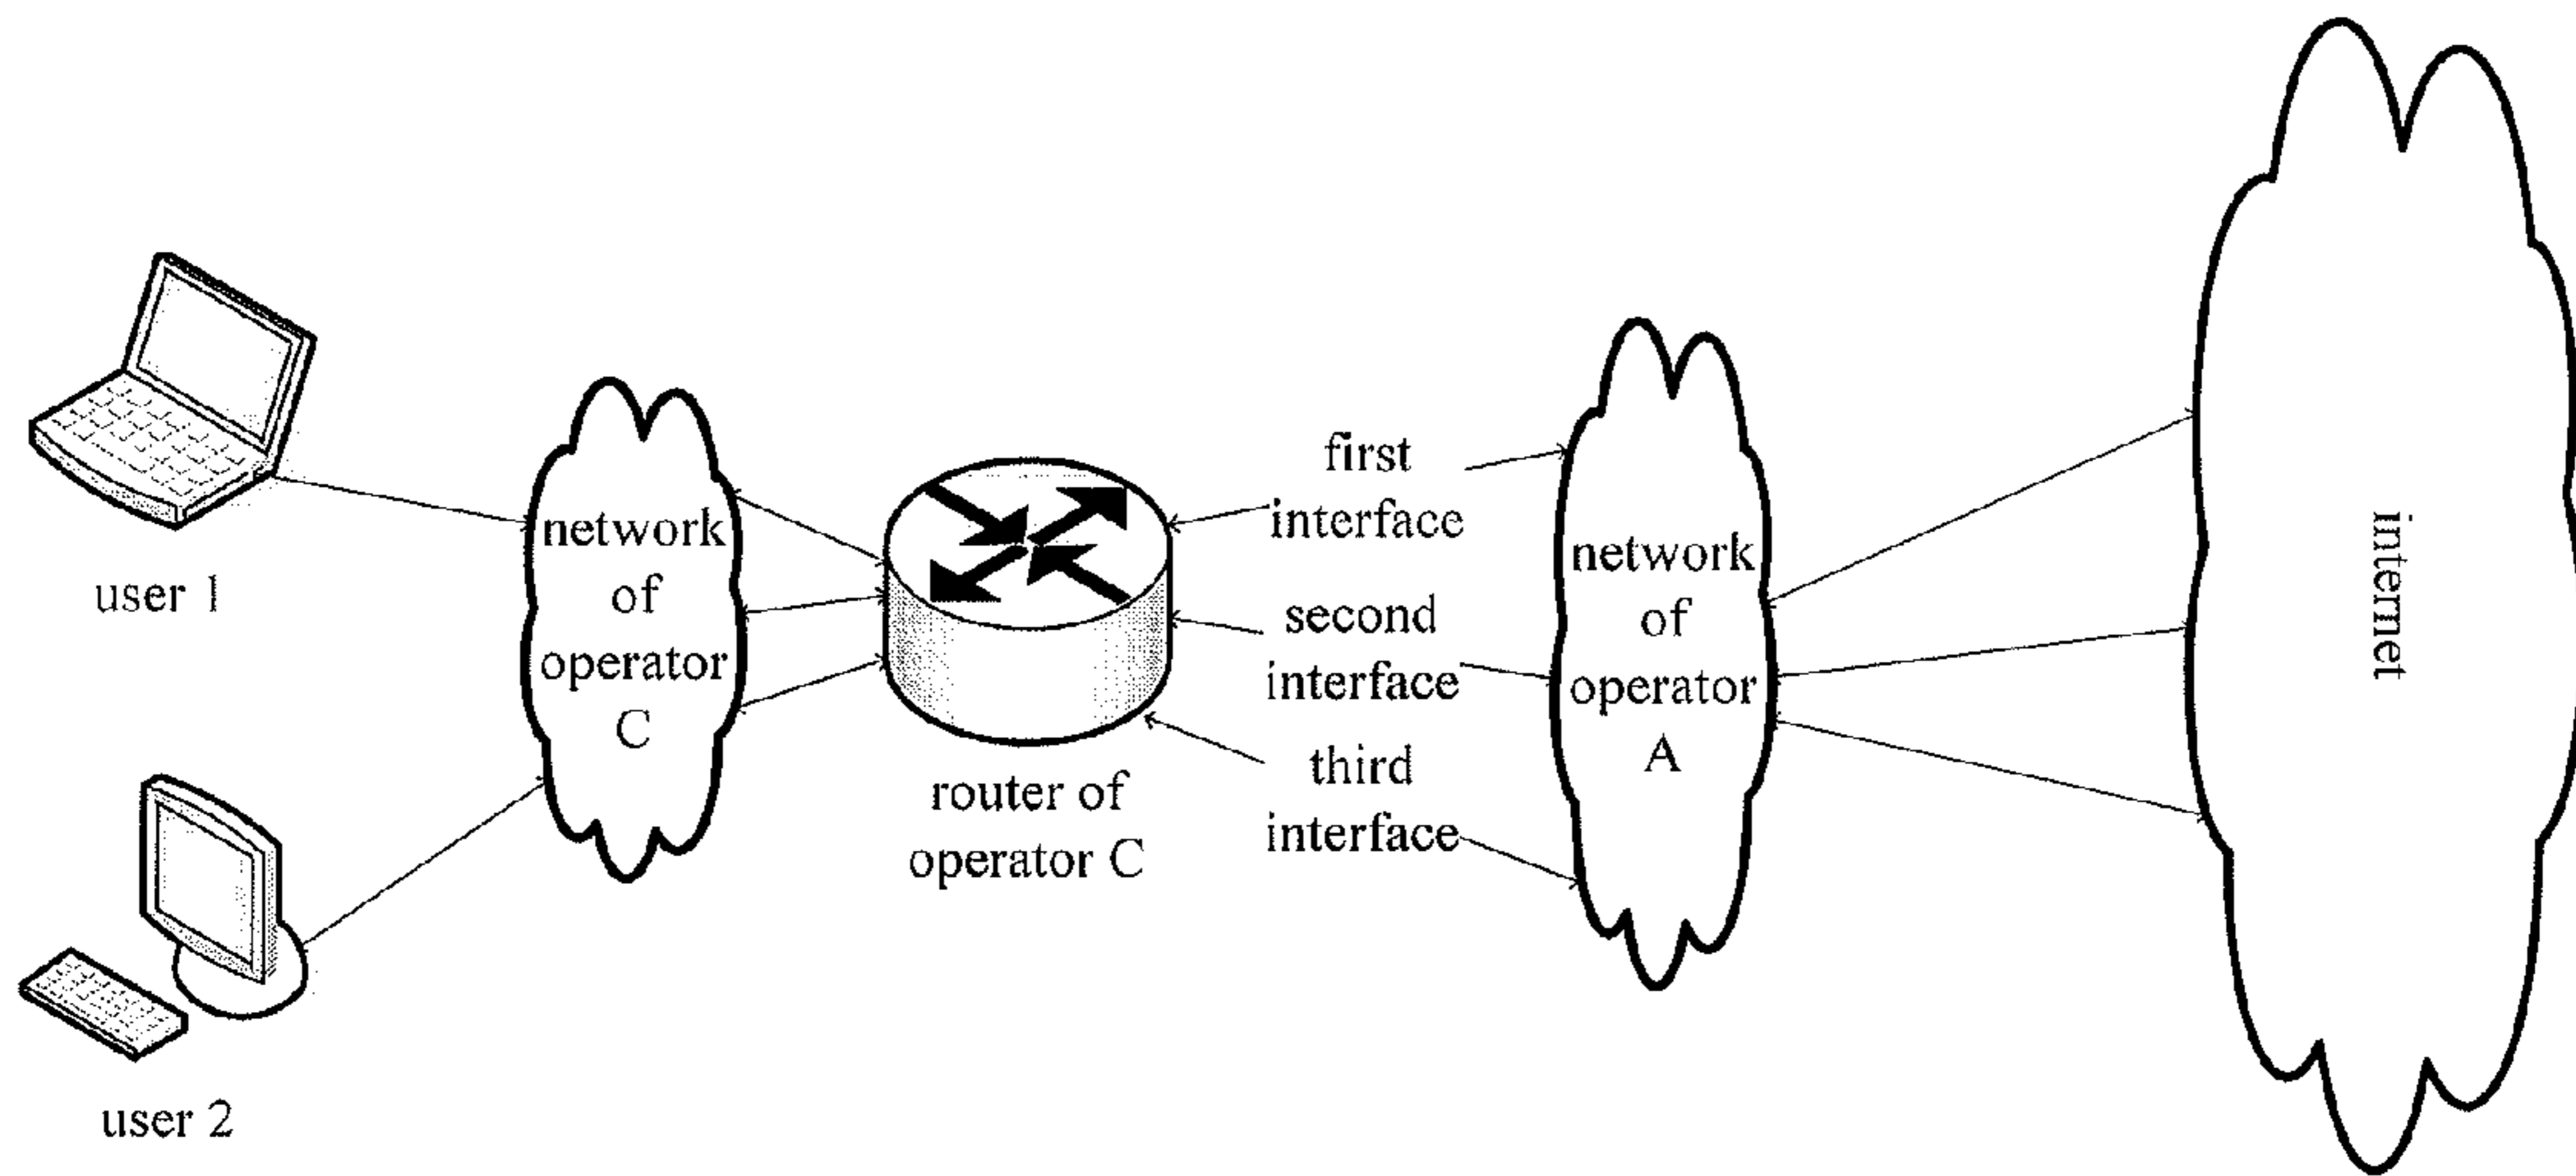 user 1
user 2
network
of
operator
C
router of
operator C
first
interface
second
interface
third
interface
network
of
operator
A
internet